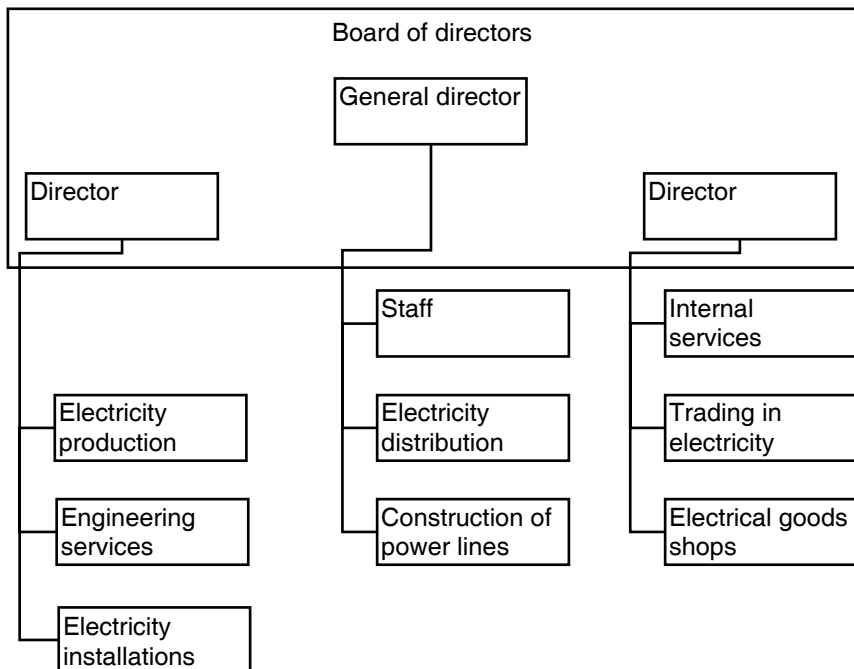 Board of directors
General director
Director
Director
Staff
Internal
services
Electricity
production
Electricity
distribution
Trading in
electricity
Engineering
services
Construction of
power lines
Electrical goods
shops
Electricity
installations